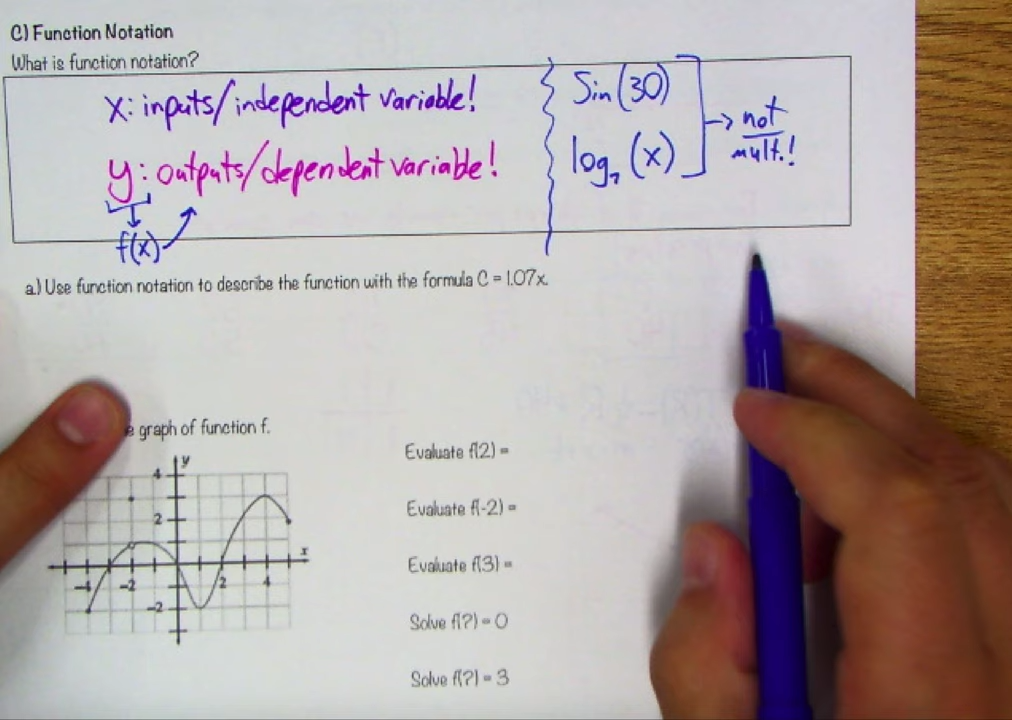 C) Function Notation
What is function notation?
x: inputs/independent variable!
y: outputs/dependent variable!
f(x)
Sin(30)
log₇(x)
not
mult.!
a.) Use function notation to describe the function with the formula C = 1.07x.
graph of function f.
Evaluate f(2) =
Evaluate f(-2) =
Evaluate f(3) =
Solve f(?) = 0
Solve f(?) = 3
y
4
2
x
-4
-2
2
4
-2